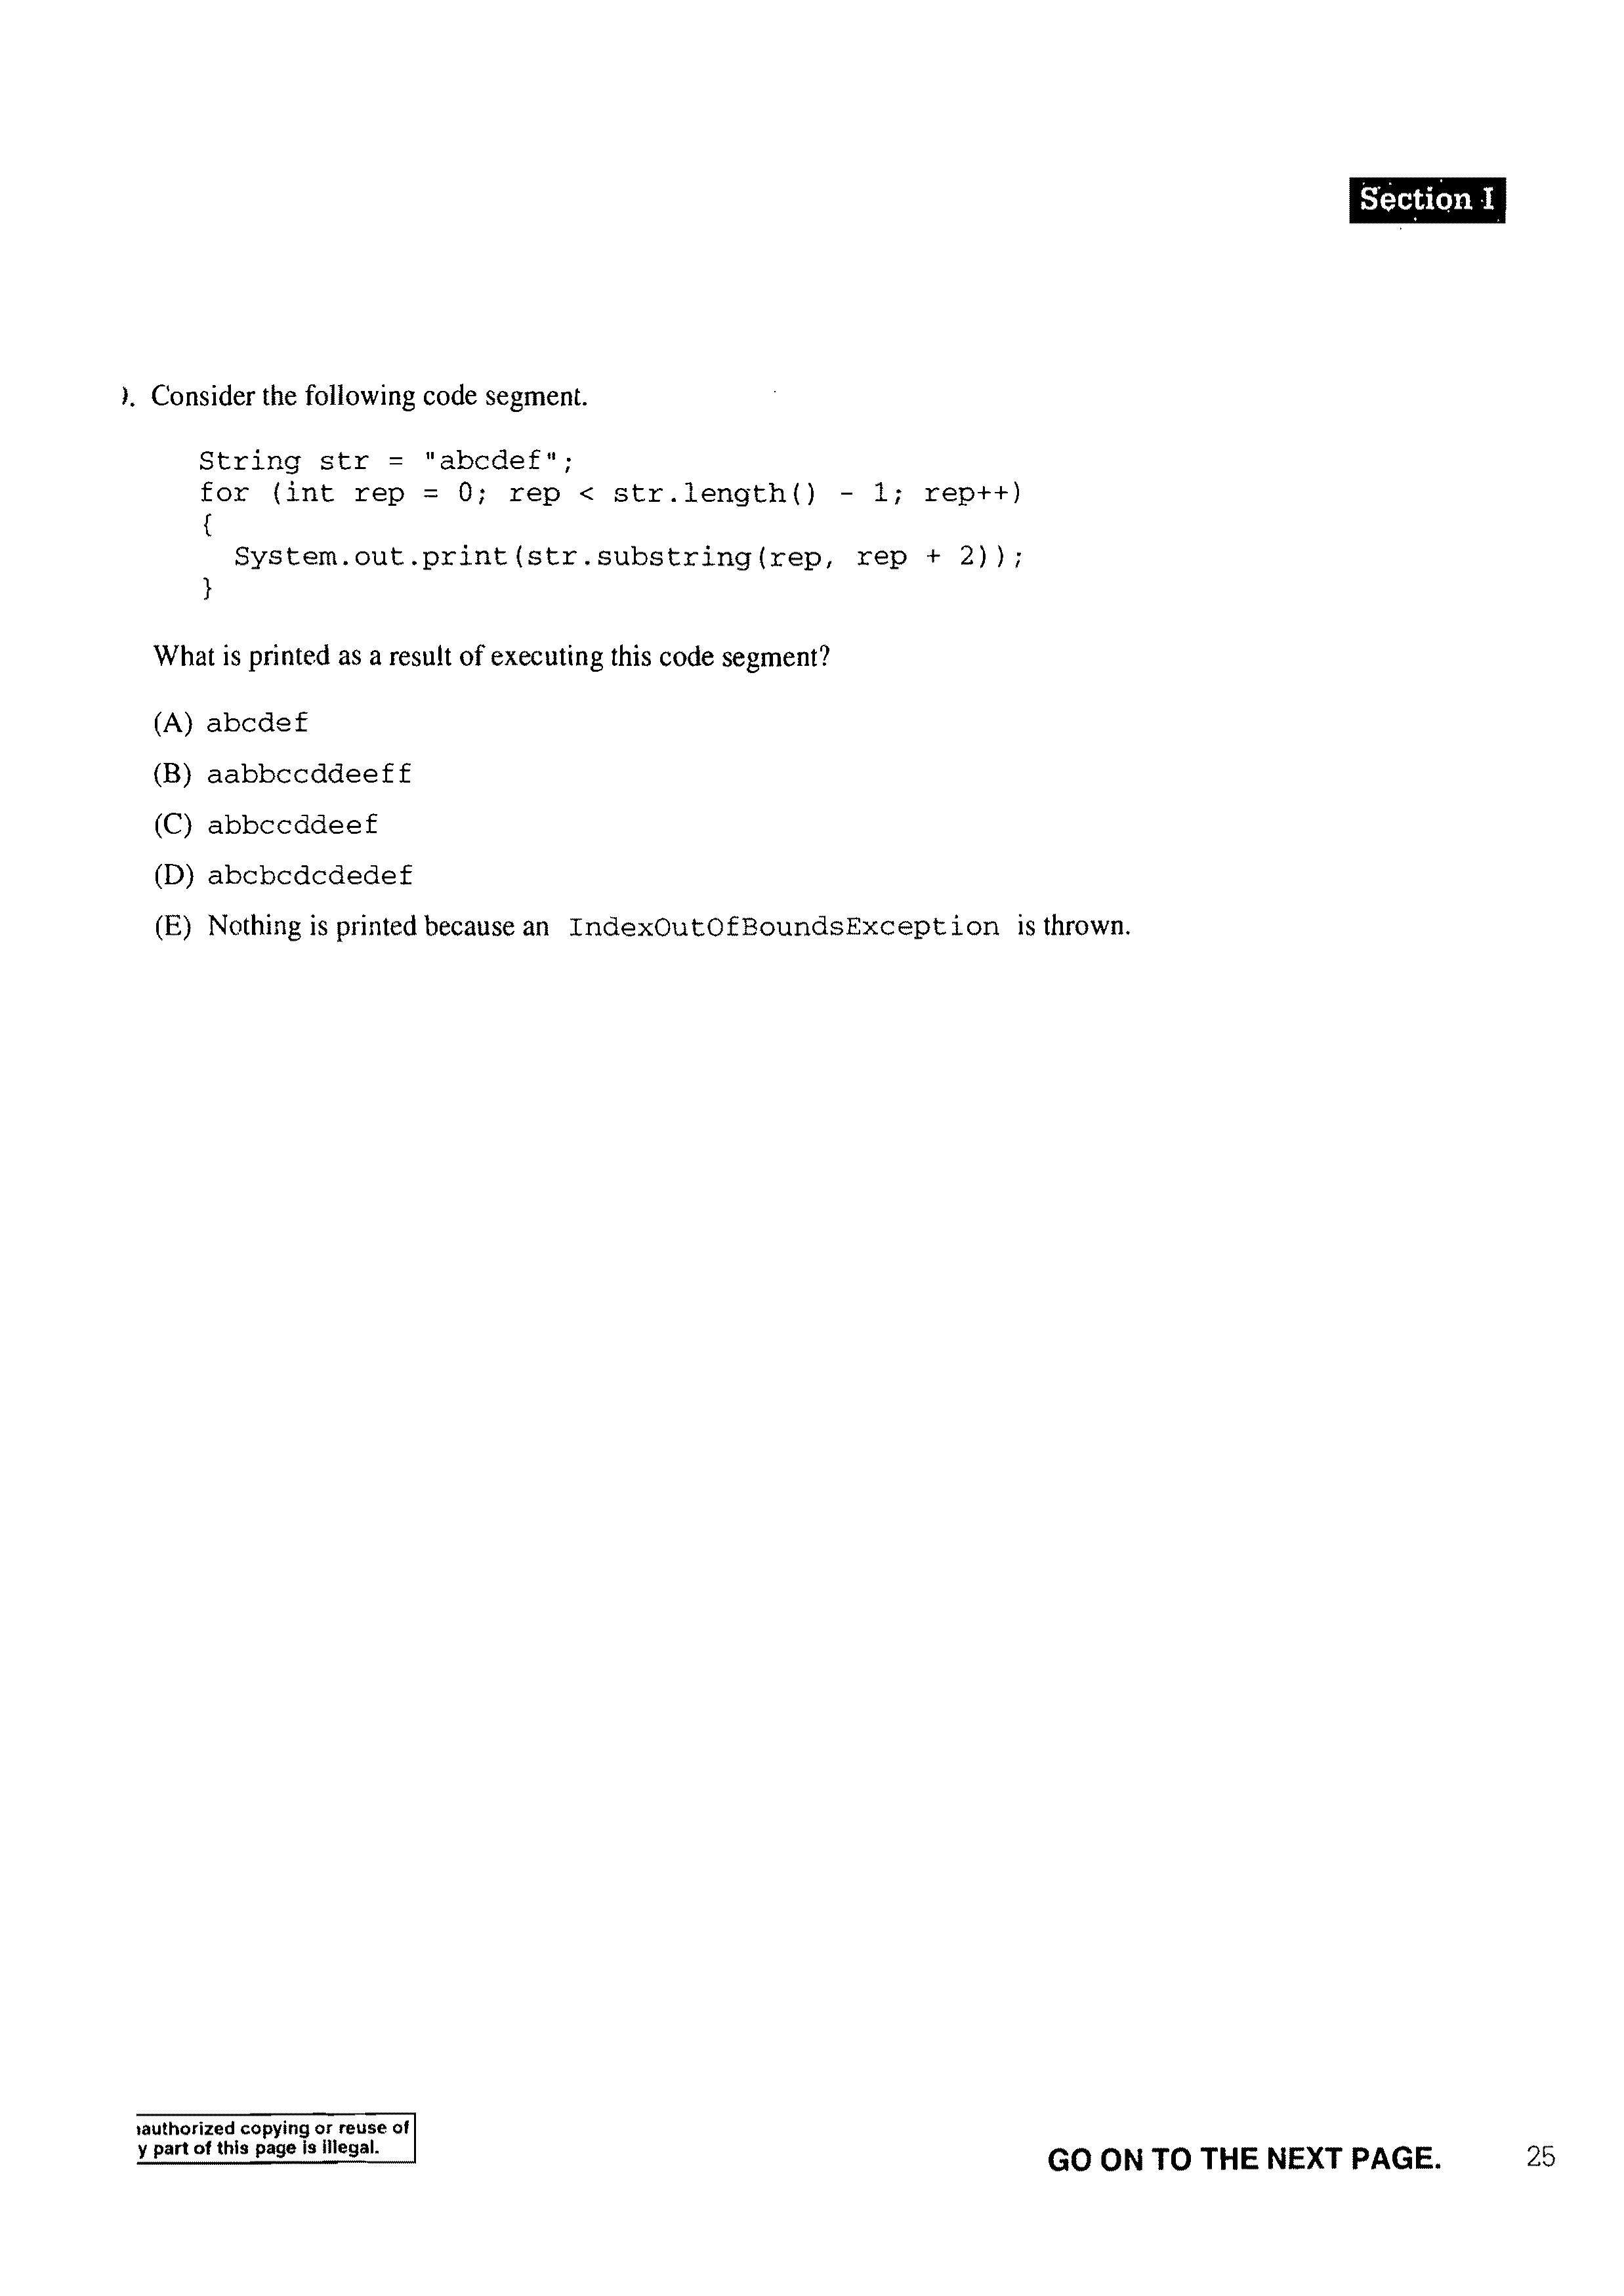 Section I
). Consider the following code segment.
String str = "abcdef";
for (int rep = 0; rep < str.length() - 1; rep++)
{
System.out.print(str.substring(rep, rep + 2));
}
What is printed as a result of executing this code segment?
(A) abcdef
(B) aabbccddeeff
(C) abbccddeef
(D) abcbcdcdedef
(E) Nothing is printed because an IndexOutOfBoundsException is thrown.
authorized copying or reuse of
y part of this page is illegal.
GO ON TO THE NEXT PAGE.
25